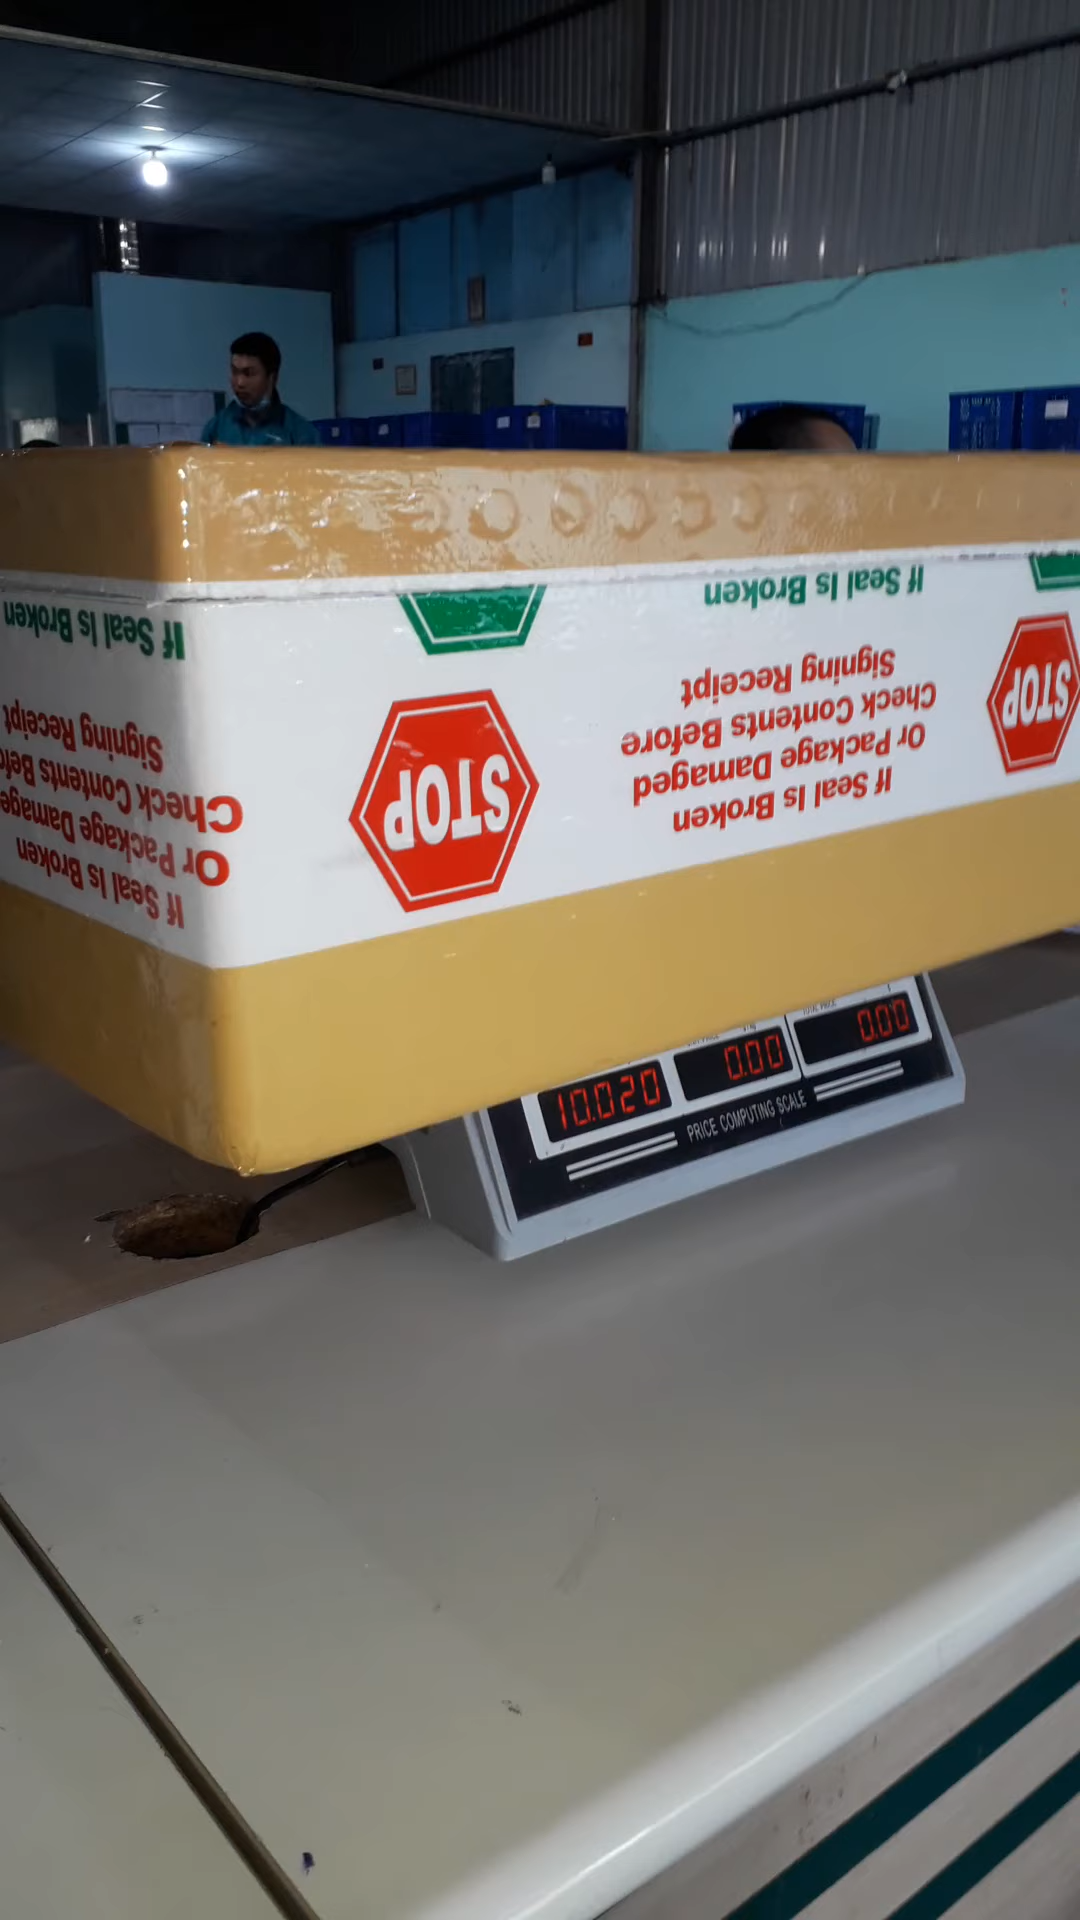 If Seal Is Broken
Or Package Damage
Check Contents Befo
Signing Receipt
If Seal Is Broken
STOP
If Seal Is Broken
Or Package Damaged
Check Contents Before
Signing Receipt
If Seal Is Broken
STOP
10.020
0.00
0.00
PRICE COMPUTING SCALE